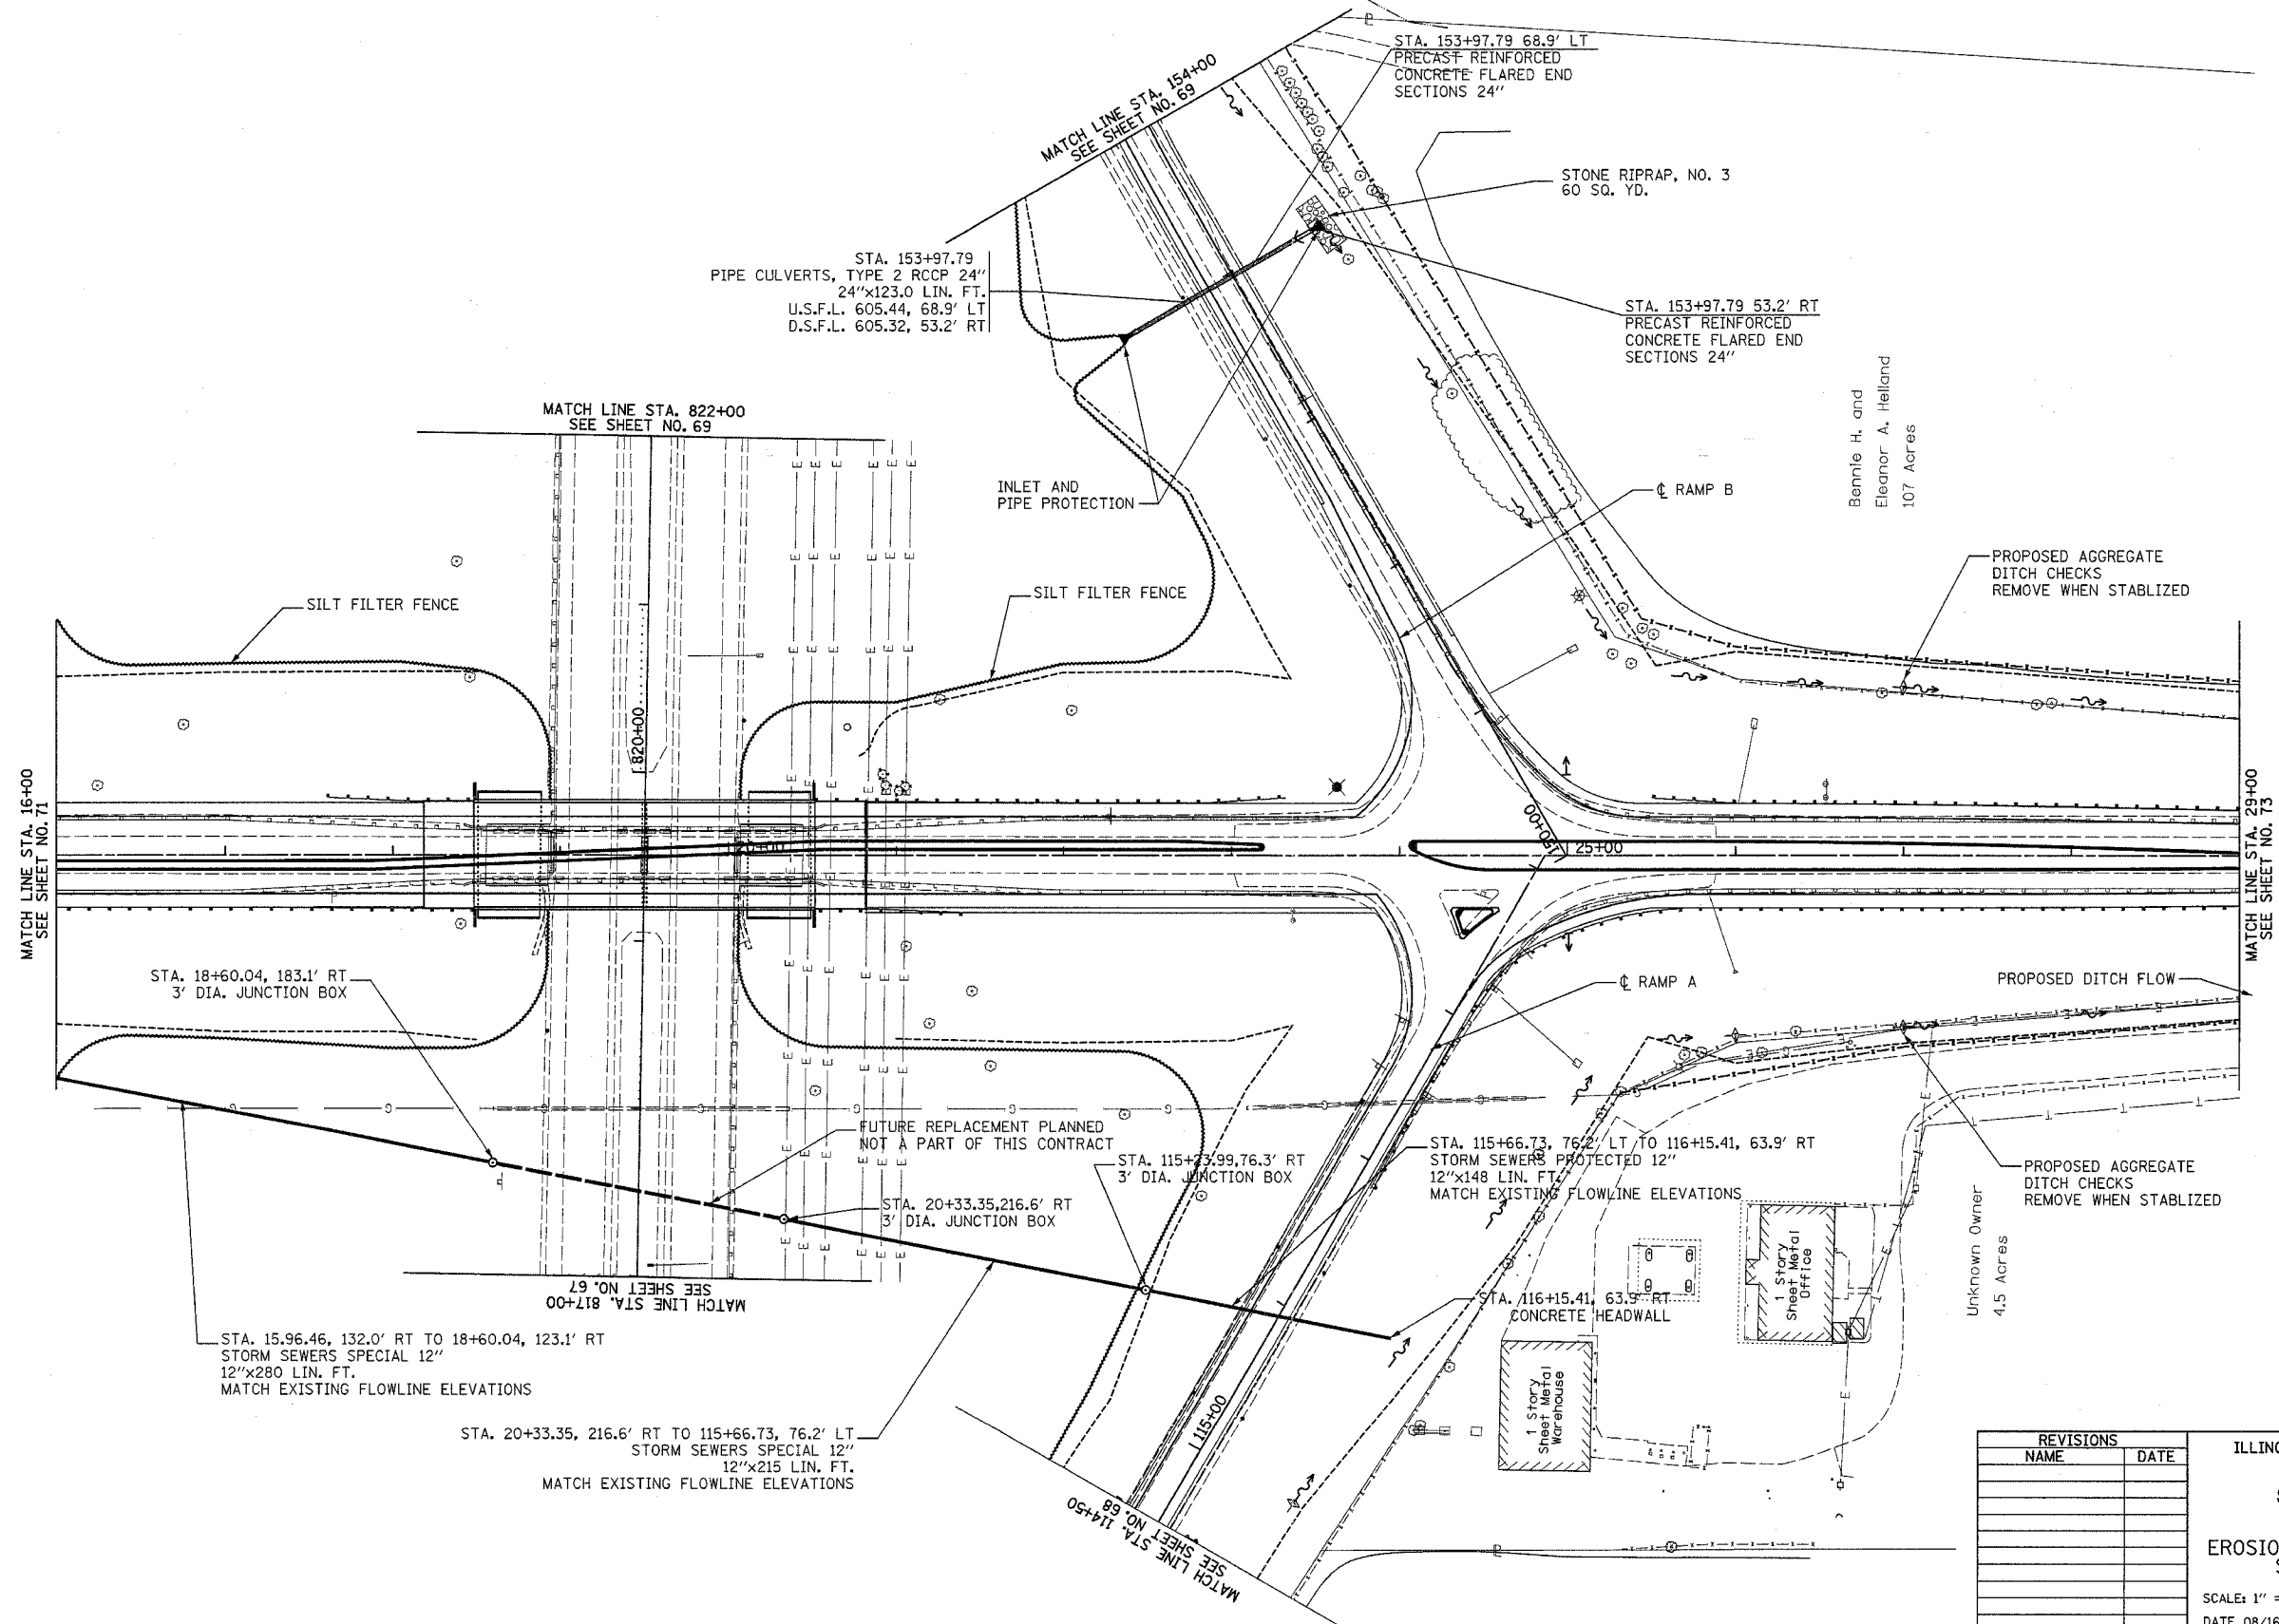 STA. 153+97.79 68.9' LT
PRECAST REINFORCED
CONCRETE FLARED END
SECTIONS 24"
MATCH LINE STA. 154+00
SEE SHEET NO. 69
STONE RIPRAP, NO. 3
60 SQ. YD.
STA. 153+97.79
PIPE CULVERTS, TYPE 2 RCCP 24"
24"x123.0 LIN. FT.
U.S.F.L. 605.44, 68.9' LT
D.S.F.L. 605.32, 53.2' RT
STA. 153+97.79 53.2' RT
PRECAST REINFORCED
CONCRETE FLARED END
SECTIONS 24"
Bennie H. and
Eleanor A. Helland
107 Acres
MATCH LINE STA. 822+00
SEE SHEET NO. 69
INLET AND
PIPE PROTECTION
℄ RAMP B
PROPOSED AGGREGATE
DITCH CHECKS
REMOVE WHEN STABLIZED
SILT FILTER FENCE
SILT FILTER FENCE
820+00
MATCH LINE STA. 16+00
SEE SHEET NO. 71
20+00
150+00
25+00
MATCH LINE STA. 29+00
SEE SHEET NO. 73
STA. 18+60.04, 183.1' RT
3' DIA. JUNCTION BOX
℄ RAMP A
PROPOSED DITCH FLOW
FUTURE REPLACEMENT PLANNED
NOT A PART OF THIS CONTRACT
STA. 115+23.99,76.3' RT
3' DIA. JUNCTION BOX
STA. 115+66.73, 76.2' LT TO 116+15.41, 63.9' RT
STORM SEWERS PROTECTED 12"
12"x148 LIN. FT.
MATCH EXISTING FLOWLINE ELEVATIONS
PROPOSED AGGREGATE
DITCH CHECKS
REMOVE WHEN STABLIZED
STA. 20+33.35,216.6' RT
3' DIA. JUNCTION BOX
Unknown Owner
4.5 Acres
1 Story
Sheet Metal
Office
MATCH LINE STA. 817+00
SEE SHEET NO. 67
STA. 116+15.41, 63.9' RT
CONCRETE HEADWALL
STA. 15.96.46, 132.0' RT TO 18+60.04, 123.1' RT
STORM SEWERS SPECIAL 12"
12"x280 LIN. FT.
MATCH EXISTING FLOWLINE ELEVATIONS
1 Story
Sheet Metal
Warehouse
115+00
STA. 20+33.35, 216.6' RT TO 115+66.73, 76.2' LT
STORM SEWERS SPECIAL 12"
12"x215 LIN. FT.
MATCH EXISTING FLOWLINE ELEVATIONS
MATCH LINE STA. 114+50
SEE SHEET NO. 68
REVISIONS
NAME DATE
SCALE: 1" =